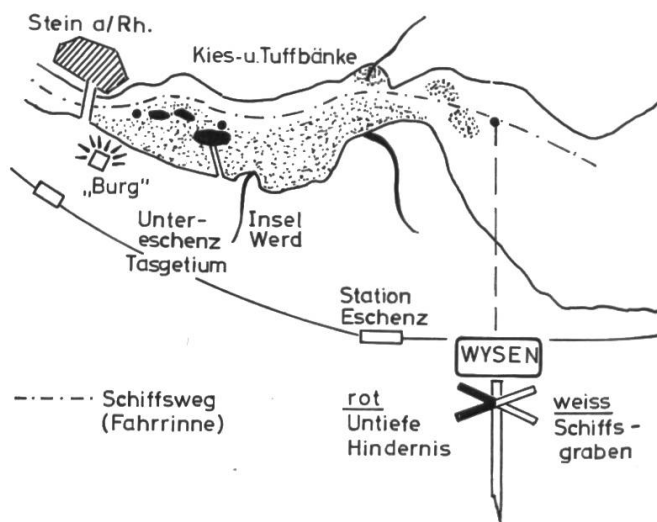 Stein a/Rh.
Kies-u.Tuffbänke
„Burg"
Unter-
eschenz
Tasgetium
Insel
Werd
Station
Eschenz
WYSEN
Schiffsweg
(Fahrrinne)
rot
Untiefe
Hindernis
weiss
Schiffs-
graben